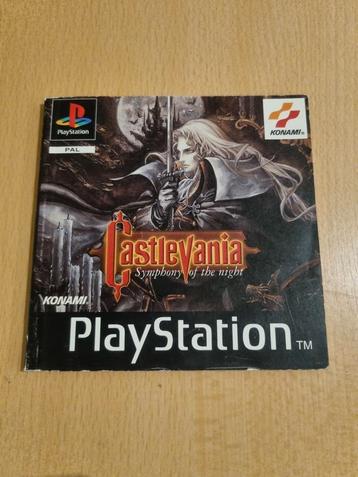 PlayStation
PAL
KONAMI
Castlevania
Symphony of the night
KONAMI
PlayStation TM